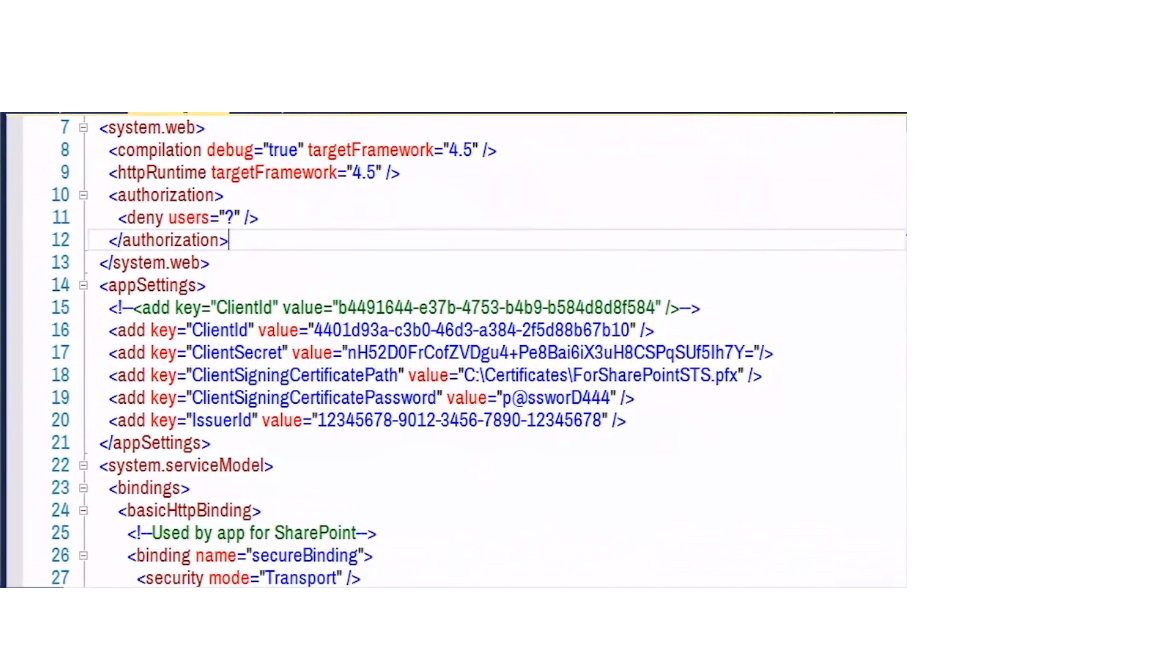 7 <system.web>
8 <compilation debug="true" targetFramework="4.5" />
9 <httpRuntime targetFramework="4.5" />
10 <authorization>
11 <deny users="?" />
12 </authorization>
13 </system.web>
14 <appSettings>
15 <!--<add key="ClientId" value="b4491644-e37b-4753-b4b9-b584d8d8f584" />-->
16 <add key="ClientId" value="4401d93a-c3b0-46d3-a384-2f5d88b67b10" />
17 <add key="ClientSecret" value="nH52D0FrCofZVDgu4+Pe8Bai6iX3uH8CSPqSUf5Ih7Y="/>
18 <add key="ClientSigningCertificatePath" value="C:\Certificates\ForSharePointSTS.pfx" />
19 <add key="ClientSigningCertificatePassword" value="p@ssworD444" />
20 <add key="IssuerId" value="12345678-9012-3456-7890-12345678" />
21 </appSettings>
22 <system.serviceModel>
23 <bindings>
24 <basicHttpBinding>
25 <!--Used by app for SharePoint-->
26 <binding name="secureBinding">
27 <security mode="Transport" />